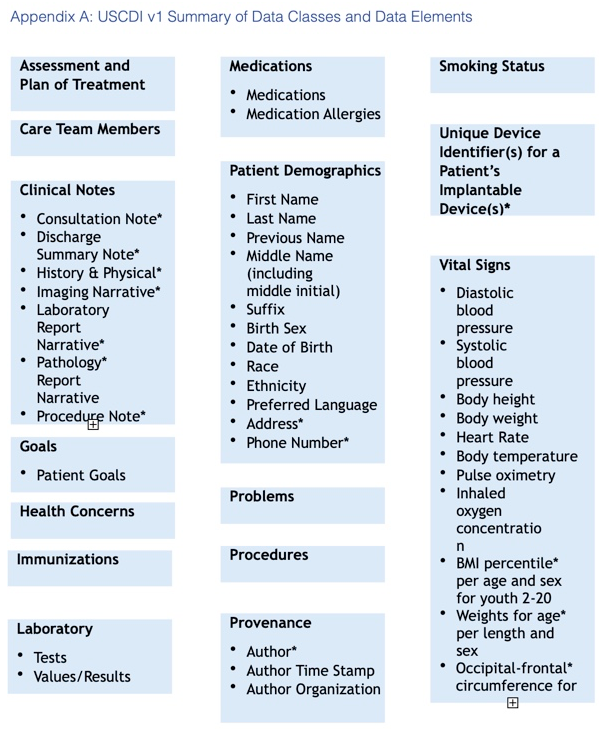 Appendix A: USCDI v1 Summary of Data Classes and Data Elements
Assessment and
Plan of Treatment
Care Team Members
Clinical Notes
• Consultation Note*
• Discharge
Summary Note*
• History & Physical*
• Imaging Narrative*
• Laboratory
Report
Narrative*
• Pathology*
Report
Narrative
• Procedure Note*
Goals
• Patient Goals
Health Concerns
Immunizations
Laboratory
• Tests
• Values/Results
Medications
• Medications
• Medication Allergies
Patient Demographics
• First Name
• Last Name
• Previous Name
• Middle Name
(including
middle initial)
• Suffix
• Birth Sex
• Date of Birth
• Race
• Ethnicity
• Preferred Language
• Address*
• Phone Number*
Problems
Procedures
Provenance
• Author*
• Author Time Stamp
• Author Organization
Smoking Status
Unique Device
Identifier(s) for a
Patient's
Implantable
Device(s)*
Vital Signs
• Diastolic
blood
pressure
• Systolic
blood
pressure
• Body height
• Body weight
• Heart Rate
• Body temperature
• Pulse oximetry
• Inhaled
oxygen
concentratio
n
• BMI percentile*
per age and sex
for youth 2-20
• Weights for age*
per length and
sex
• Occipital-frontal*
circumference for